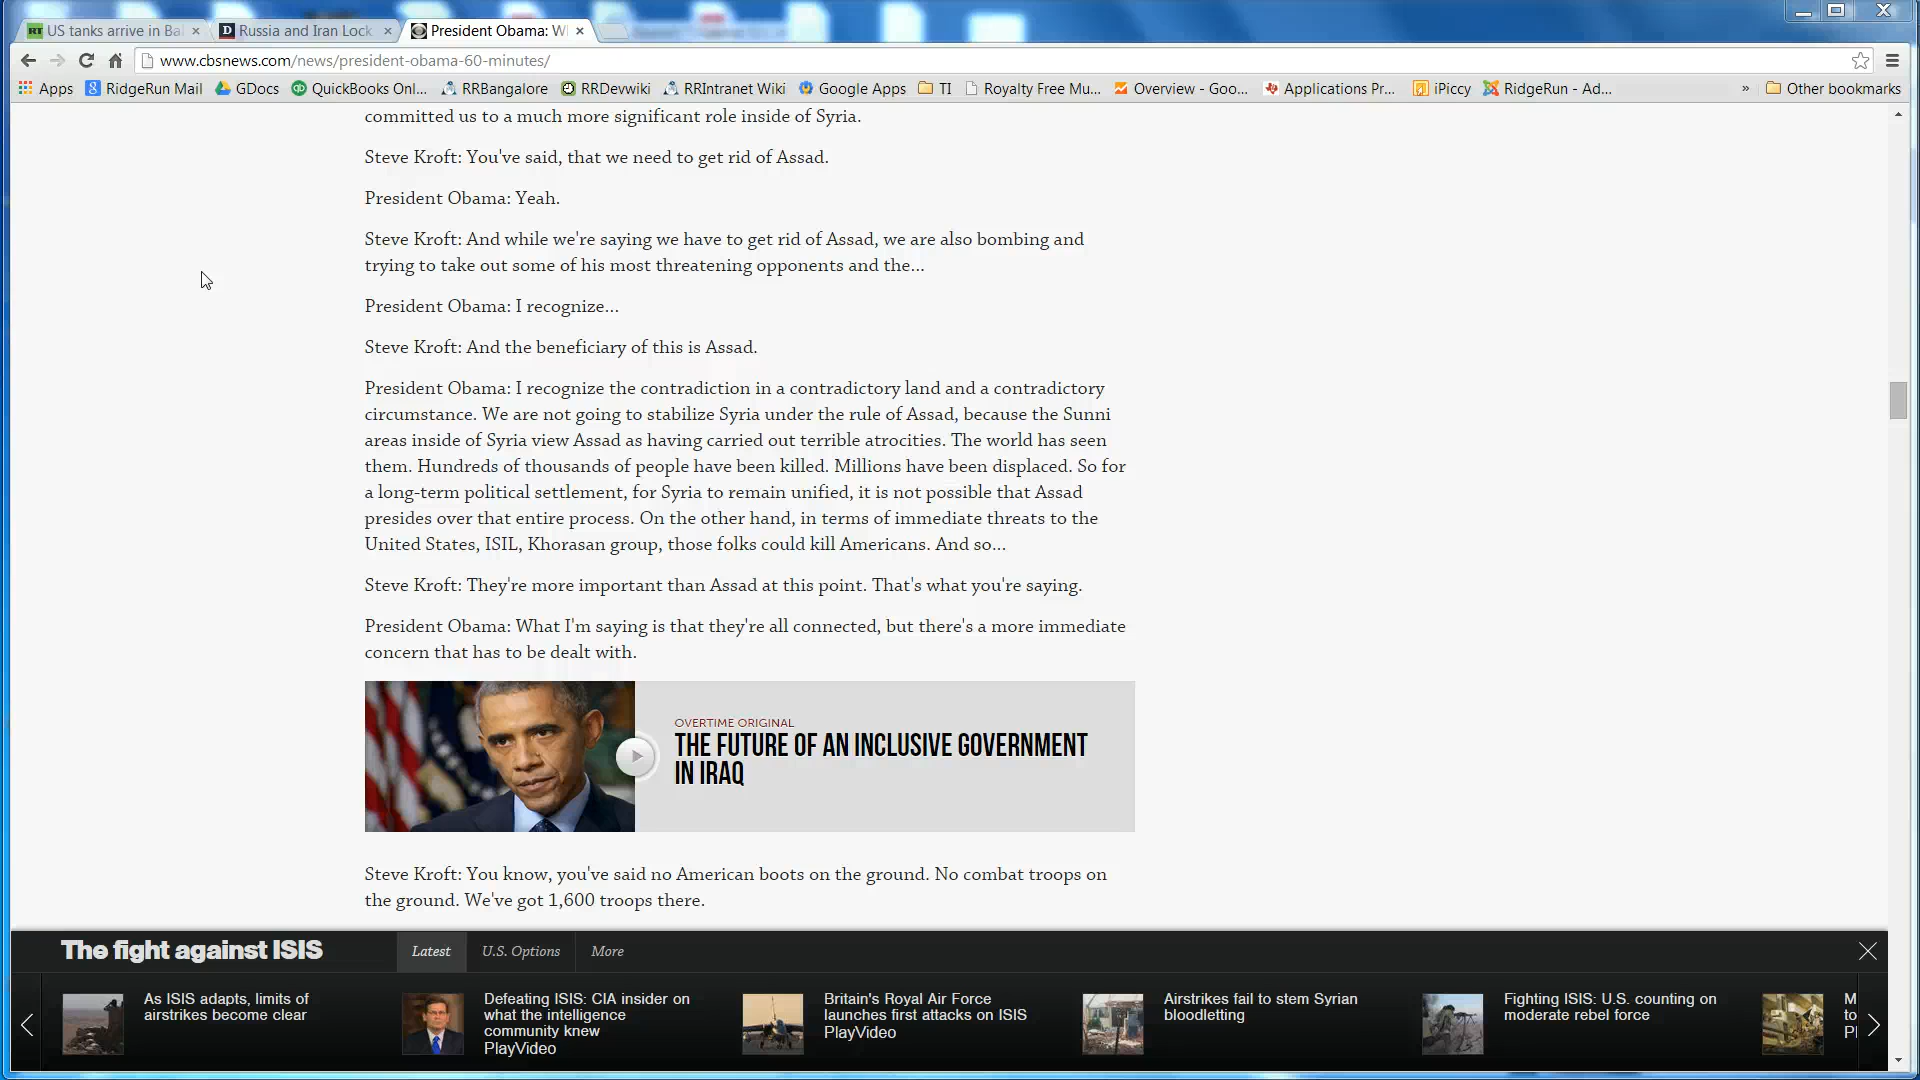 US tanks arrive in Bal
Russia and Iran Lock
President Obama: Wh
www.cbsnews.com/news/president-obama-60-minutes/
Apps
RidgeRun Mail
GDocs
QuickBooks Onl...
RRBangalore
RRDevwiki
RRIntranet Wiki
Google Apps
TI
Royalty Free Mu...
Overview - Goo...
Applications Pr...
iPiccy
RidgeRun - Ad...
»
Other bookmarks
committed us to a much more significant role inside of Syria.
Steve Kroft: You've said, that we need to get rid of Assad.
President Obama: Yeah.
Steve Kroft: And while we're saying we have to get rid of Assad, we are also bombing and
trying to take out some of his most threatening opponents and the...
President Obama: I recognize...
Steve Kroft: And the beneficiary of this is Assad.
President Obama: I recognize the contradiction in a contradictory land and a contradictory
circumstance. We are not going to stabilize Syria under the rule of Assad, because the Sunni
areas inside of Syria view Assad as having carried out terrible atrocities. The world has seen
them. Hundreds of thousands of people have been killed. Millions have been displaced. So for
a long-term political settlement, for Syria to remain unified, it is not possible that Assad
presides over that entire process. On the other hand, in terms of immediate threats to the
United States, ISIL, Khorasan group, those folks could kill Americans. And so...
Steve Kroft: They're more important than Assad at this point. That's what you're saying.
President Obama: What I'm saying is that they're all connected, but there's a more immediate
concern that has to be dealt with.
OVERTIME ORIGINAL
THE FUTURE OF AN INCLUSIVE GOVERNMENT
IN IRAQ
Steve Kroft: You know, you've said no American boots on the ground. No combat troops on
the ground. We've got 1,600 troops there.
The fight against ISIS
Latest
U.S. Options
More
As ISIS adapts, limits of
airstrikes become clear
Defeating ISIS: CIA insider on
what the intelligence
community knew
PlayVideo
Britain's Royal Air Force
launches first attacks on ISIS
PlayVideo
Airstrikes fail to stem Syrian
bloodletting
Fighting ISIS: U.S. counting on
moderate rebel force
M
to
Pl